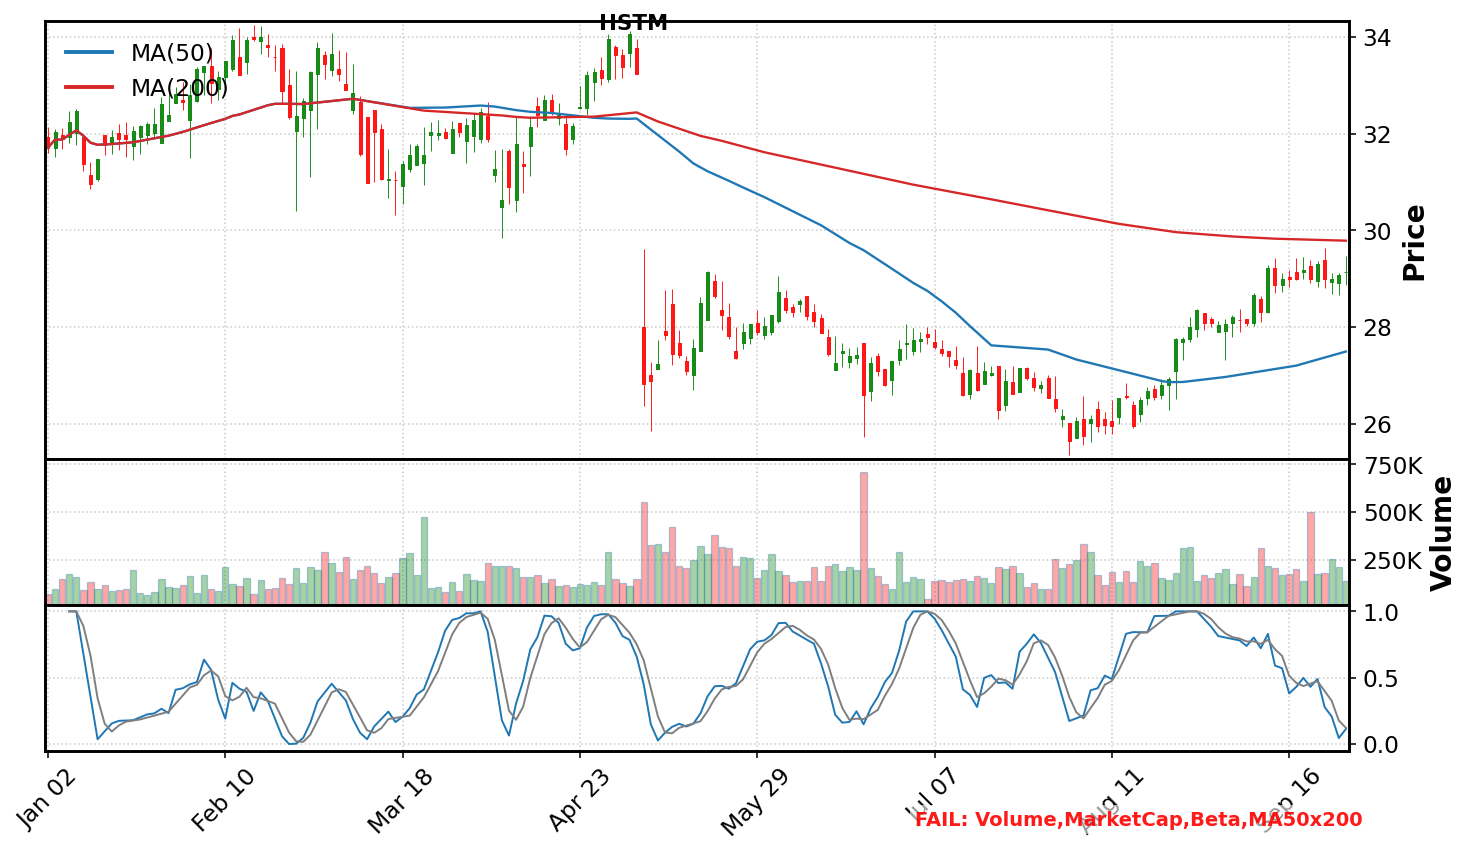 HSTM
MA(50)
MA(200)
34
32
30
28
26
Price
750K
500K
250K
Volume
1.0
0.5
0.0
Jan 02
Feb 10
Mar 18
Apr 23
May 29
Jul 07
Aug 11
Sep 16
FAIL: Volume,MarketCap,Beta,MA50x200